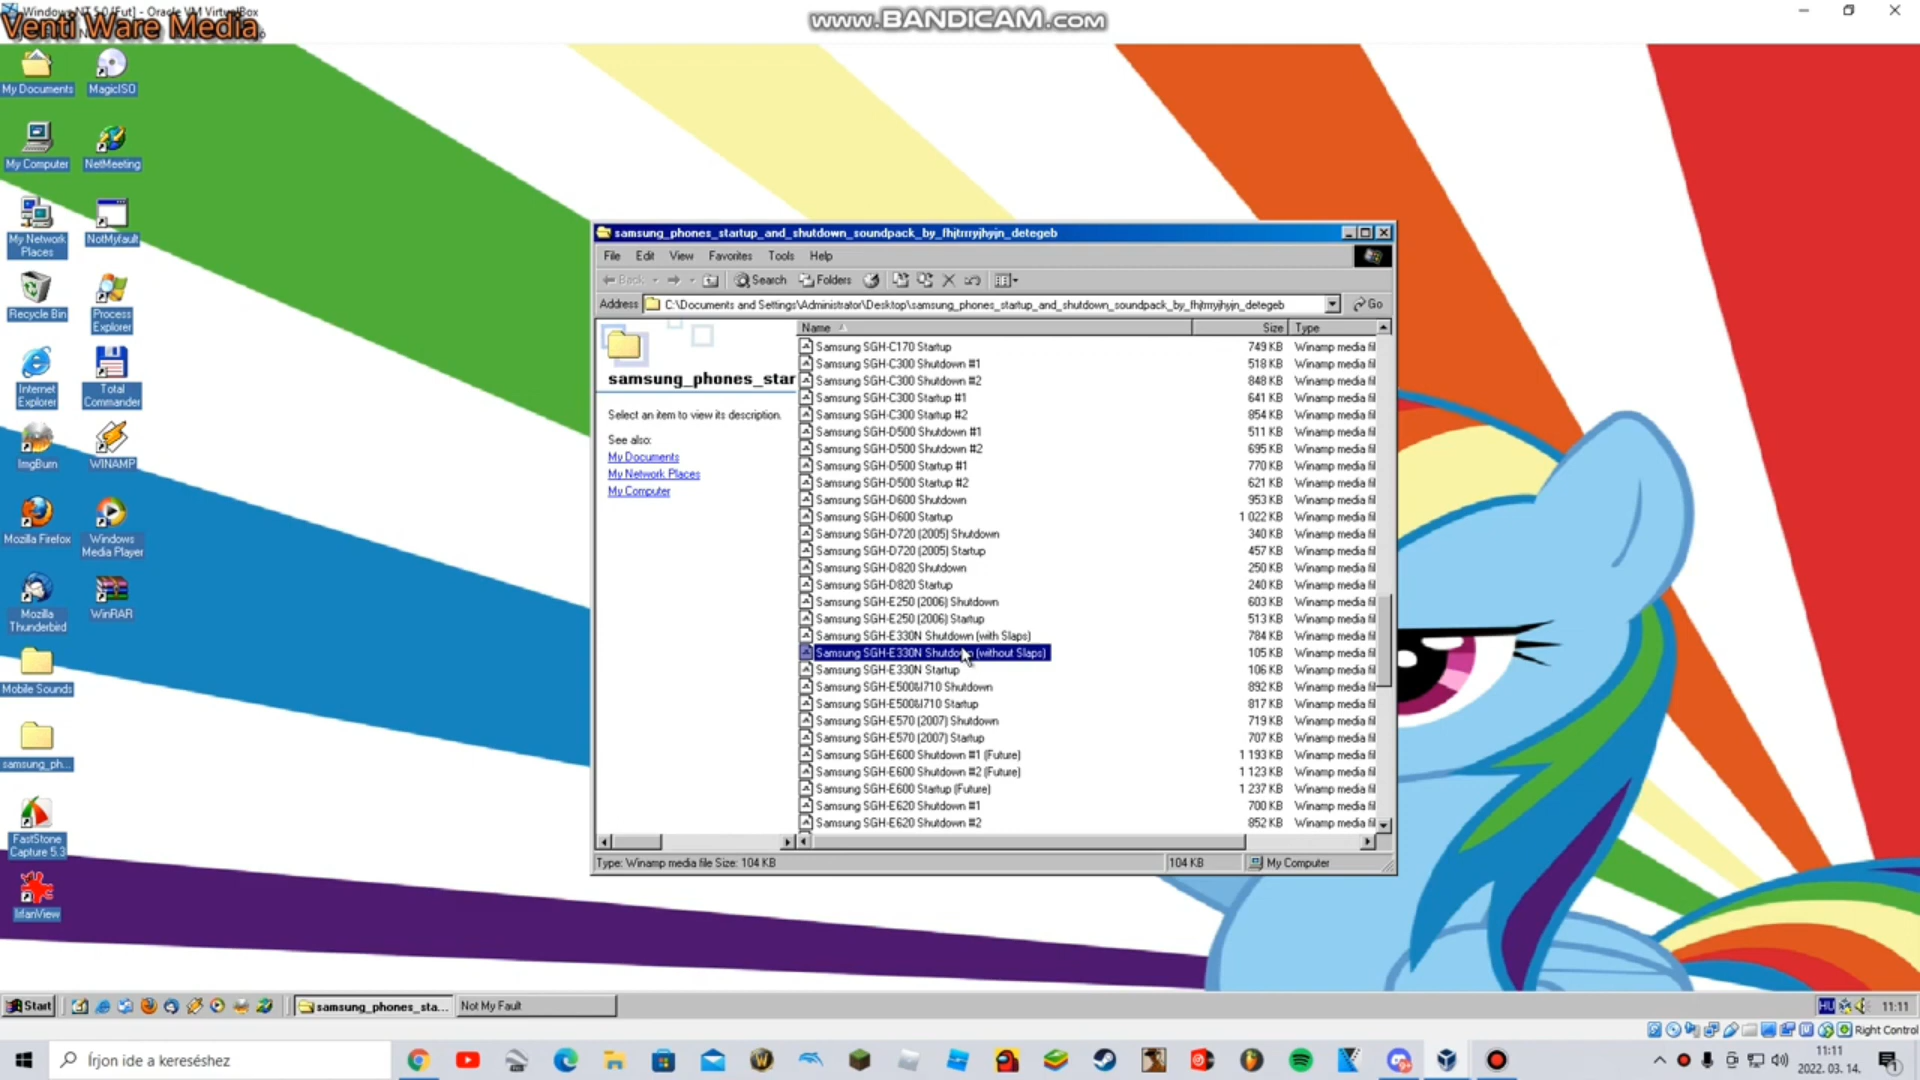 Windows NT 5.0 [Fut] - Oracle VM VirtualBox
Venti Ware Media.
www.BANDICAM.com
My Documents
MagicISO
My Computer
NetMeeting
My Network Places
NotMyfault
Recycle Bin
Process Explorer
Internet Explorer
Total Commander
ImgBurn
WINAMP
Mozilla Firefox
Windows Media Player
Mozilla Thunderbird
WinRAR
Mobile Sounds
samsung_ph...
FastStone Capture 5.3
IrfanView
samsung_phones_startup_and_shutdown_soundpack_by_fhjtrrryjhyjn_detegeb
File Edit View Favorites Tools Help
Back Search Folders
Address C:\Documents and Settings\Administrator\Desktop\samsung_phones_startup_and_shutdown_soundpack_by_fhjtrrryjhyjn_detegeb Go
samsung_phones_star
Select an item to view its description.
See also:
My Documents
My Network Places
My Computer
Name Size Type
Samsung SGH-C170 Startup 749 KB Winamp media fil
Samsung SGH-C300 Shutdown #1 518 KB Winamp media fil
Samsung SGH-C300 Shutdown #2 848 KB Winamp media fil
Samsung SGH-C300 Startup #1 641 KB Winamp media fil
Samsung SGH-C300 Startup #2 854 KB Winamp media fil
Samsung SGH-D500 Shutdown #1 511 KB Winamp media fil
Samsung SGH-D500 Shutdown #2 695 KB Winamp media fil
Samsung SGH-D500 Startup #1 770 KB Winamp media fil
Samsung SGH-D500 Startup #2 621 KB Winamp media fil
Samsung SGH-D600 Shutdown 953 KB Winamp media fil
Samsung SGH-D600 Startup 1 022 KB Winamp media fil
Samsung SGH-D720 (2005) Shutdown 340 KB Winamp media fil
Samsung SGH-D720 (2005) Startup 457 KB Winamp media fil
Samsung SGH-D820 Shutdown 250 KB Winamp media fil
Samsung SGH-D820 Startup 240 KB Winamp media fil
Samsung SGH-E250 (2006) Shutdown 603 KB Winamp media fil
Samsung SGH-E250 (2006) Startup 513 KB Winamp media fil
Samsung SGH-E330N Shutdown (with Slaps) 784 KB Winamp media fil
Samsung SGH-E330N Shutdown (without Slaps) 105 KB Winamp media fil
Samsung SGH-E330N Startup 106 KB Winamp media fil
Samsung SGH-E500&I710 Shutdown 892 KB Winamp media fil
Samsung SGH-E500&I710 Startup 817 KB Winamp media fil
Samsung SGH-E570 (2007) Shutdown 719 KB Winamp media fil
Samsung SGH-E570 (2007) Startup 707 KB Winamp media fil
Samsung SGH-E600 Shutdown #1 (Future) 1 193 KB Winamp media fil
Samsung SGH-E600 Shutdown #2 (Future) 1 123 KB Winamp media fil
Samsung SGH-E600 Startup (Future) 1 237 KB Winamp media fil
Samsung SGH-E620 Shutdown #1 700 KB Winamp media fil
Samsung SGH-E620 Shutdown #2 852 KB Winamp media fil
Type: Winamp media file Size: 104 KB 104 KB My Computer
Start samsung_phones_sta... Not My Fault HU 11:11
Right Control
Írjon ide a kereséshez
11:11
2022. 03. 14.